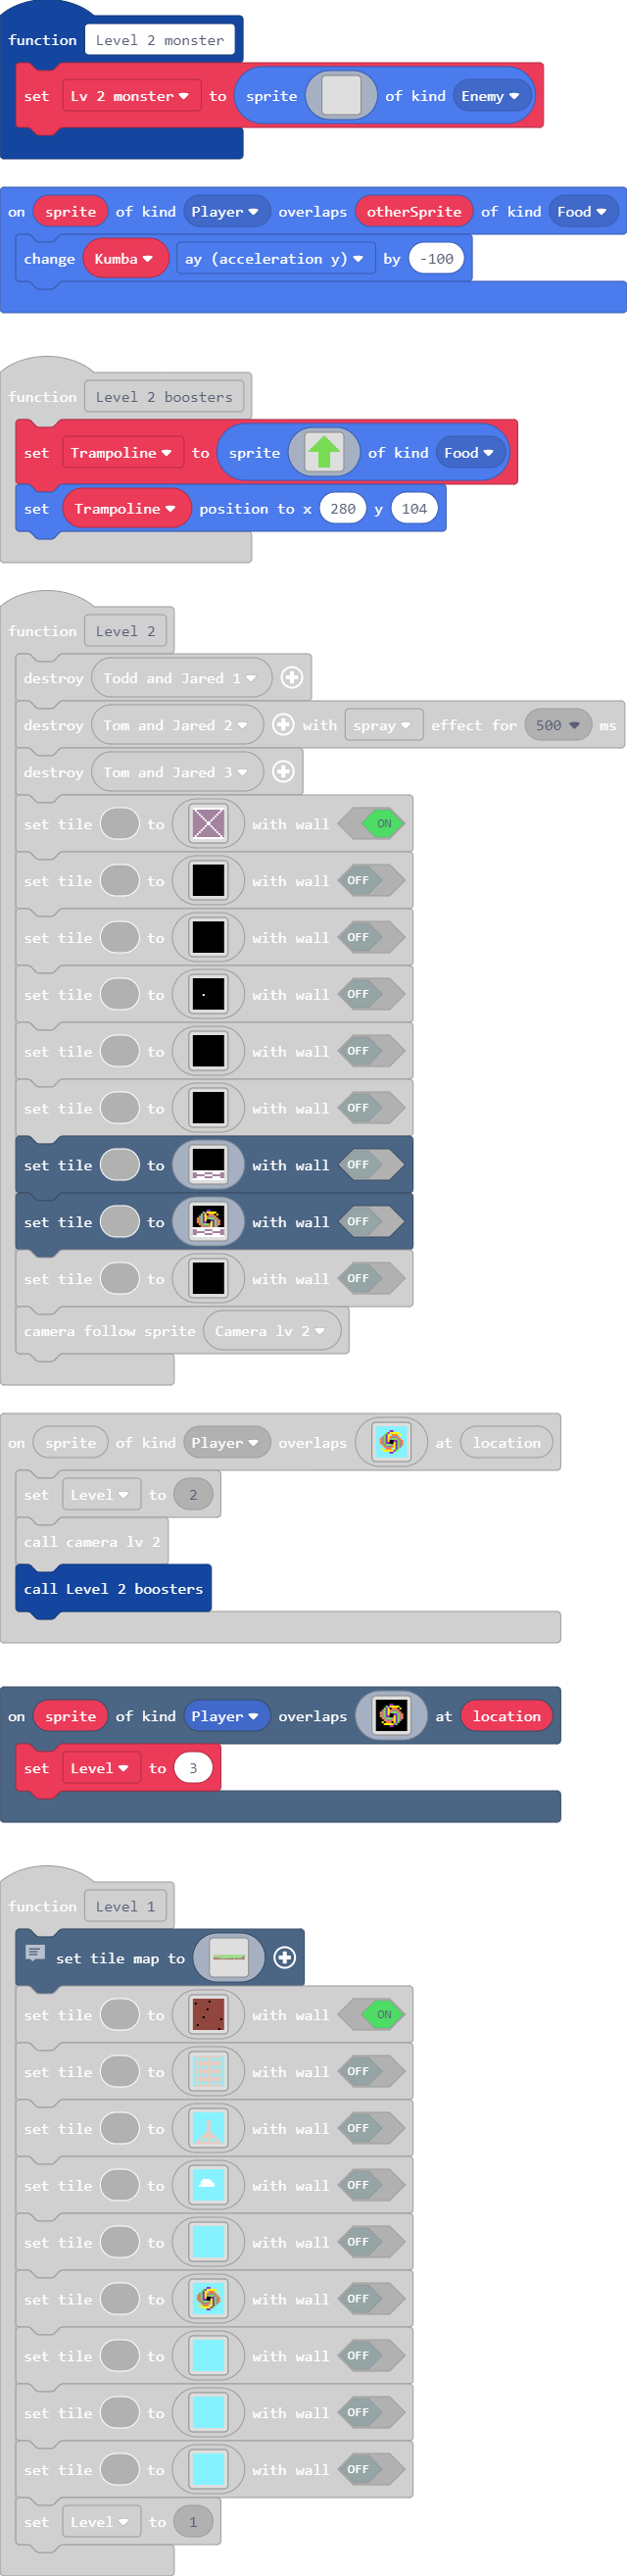 function Level 2 monster
set Lv 2 monster to sprite of kind Enemy
on sprite of kind Player overlaps otherSprite of kind Food
change Kumba ay (acceleration y) by -100
function Level 2 boosters
set Trampoline to sprite of kind Food
set Trampoline position to x 280 y 104
function Level 2
destroy Todd and Jared 1
destroy Tom and Jared 2 with spray effect for 500 ms
destroy Tom and Jared 3
set tile to with wall ON
set tile to with wall OFF
set tile to with wall OFF
set tile to with wall OFF
set tile to with wall OFF
set tile to with wall OFF
set tile to with wall OFF
set tile to with wall OFF
set tile to with wall OFF
camera follow sprite Camera lv 2
on sprite of kind Player overlaps at location
set Level to 2
call camera lv 2
call Level 2 boosters
on sprite of kind Player overlaps at location
set Level to 3
function Level 1
set tile map to
set tile to with wall ON
set tile to with wall OFF
set tile to with wall OFF
set tile to with wall OFF
set tile to with wall OFF
set tile to with wall OFF
set tile to with wall OFF
set tile to with wall OFF
set tile to with wall OFF
set Level to 1